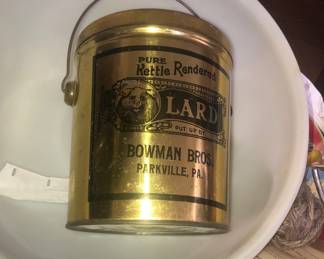 PURE
Kettle Rendered
LARD
PUT UP BY
BOWMAN BROS.
PARKVILLE, PA.